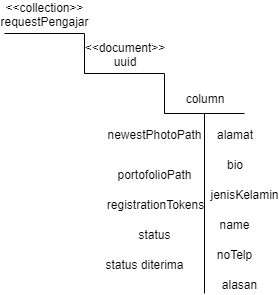 <<collection>>
requestPengajar
<<document>>
uuid
column
newestPhotoPath
alamat
bio
portofolioPath
jenisKelamin
registrationTokens
name
status
noTelp
status diterima
alasan